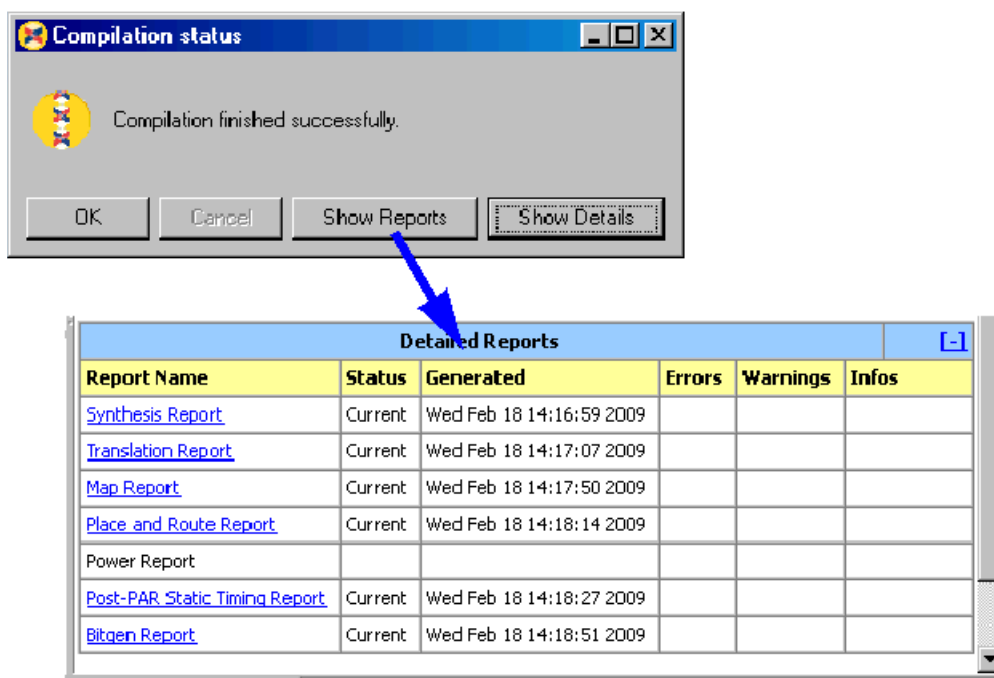 Compilation status
Compilation finished successfully.
OK Cancel Show Reports Show Details
Detailed Reports [-]
Report Name Status Generated Errors Warnings Infos
Synthesis Report Current Wed Feb 18 14:16:59 2009
Translation Report Current Wed Feb 18 14:17:07 2009
Map Report Current Wed Feb 18 14:17:50 2009
Place and Route Report Current Wed Feb 18 14:18:14 2009
Power Report
Post-PAR Static Timing Report Current Wed Feb 18 14:18:27 2009
Bitgen Report Current Wed Feb 18 14:18:51 2009